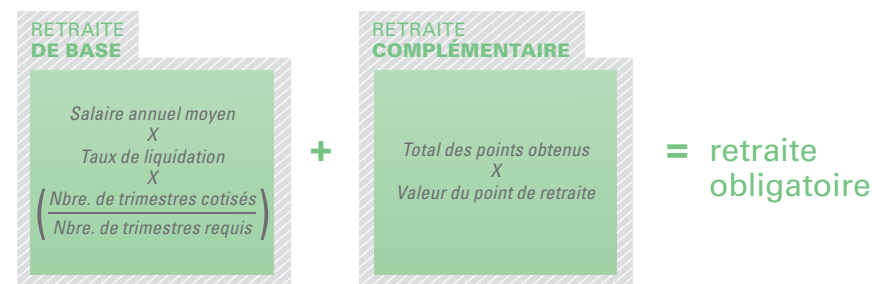 RETRAITE
DE BASE
Salaire annuel moyen
X
Taux de liquidation
X
(Nbre. de trimestres cotisés
Nbre. de trimestres requis)
+
RETRAITE
COMPLÉMENTAIRE
Total des points obtenus
X
Valeur du point de retraite
= retraite
obligatoire